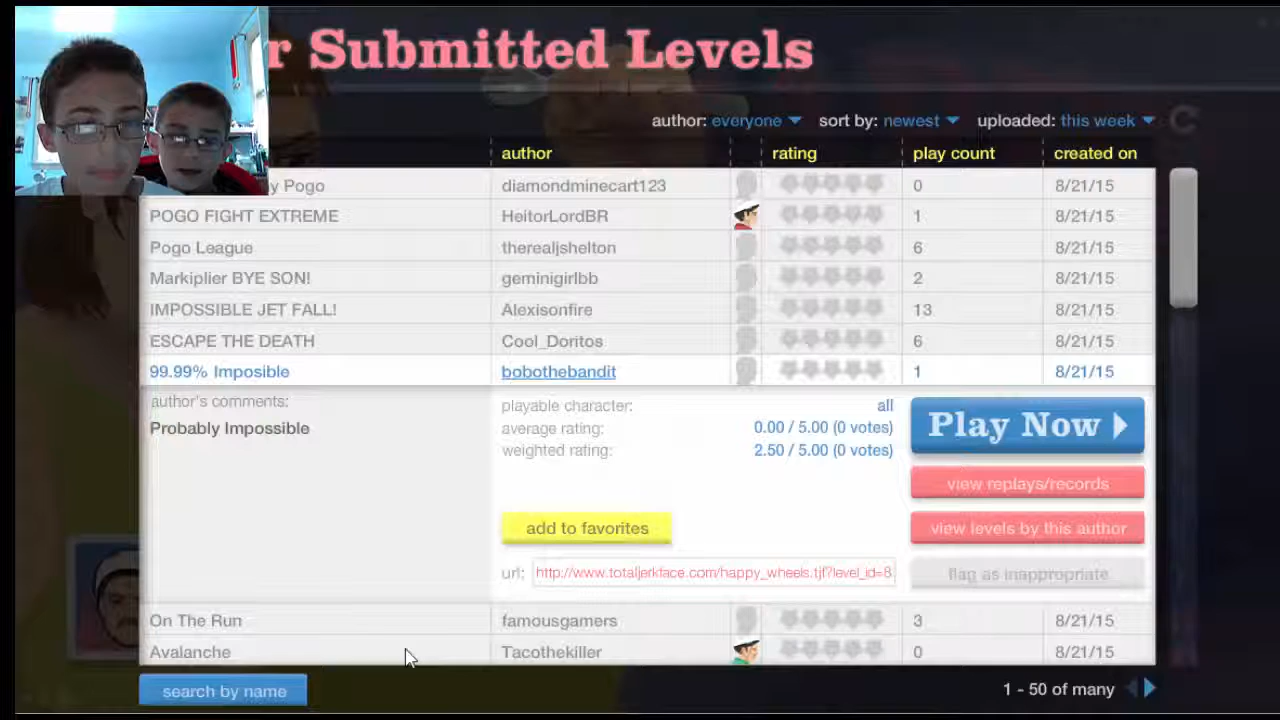 r Submitted Levels
author: everyone sort by: newest uploaded: this week
author rating play count created on
y Pogo diamondminecart123 0 8/21/15
POGO FIGHT EXTREME HeitorLordBR 1 8/21/15
Pogo League therealjshelton 6 8/21/15
Markiplier BYE SON! geminigirlbb 2 8/21/15
IMPOSSIBLE JET FALL! Alexisonfire 13 8/21/15
ESCAPE THE DEATH Cool_Doritos 6 8/21/15
99.99% Imposible bobothebandit 1 8/21/15
author's comments: playable character: all
Probably Impossible average rating: 0.00 / 5.00 (0 votes) Play Now
weighted rating: 2.50 / 5.00 (0 votes)
view replays/records
add to favorites view levels by this author
url: http://www.totaljerkface.com/happy_wheels.tjf?level_id=8 flag as inappropriate
On The Run famousgamers 3 8/21/15
Avalanche Tacothekiller 0 8/21/15
search by name 1 - 50 of many